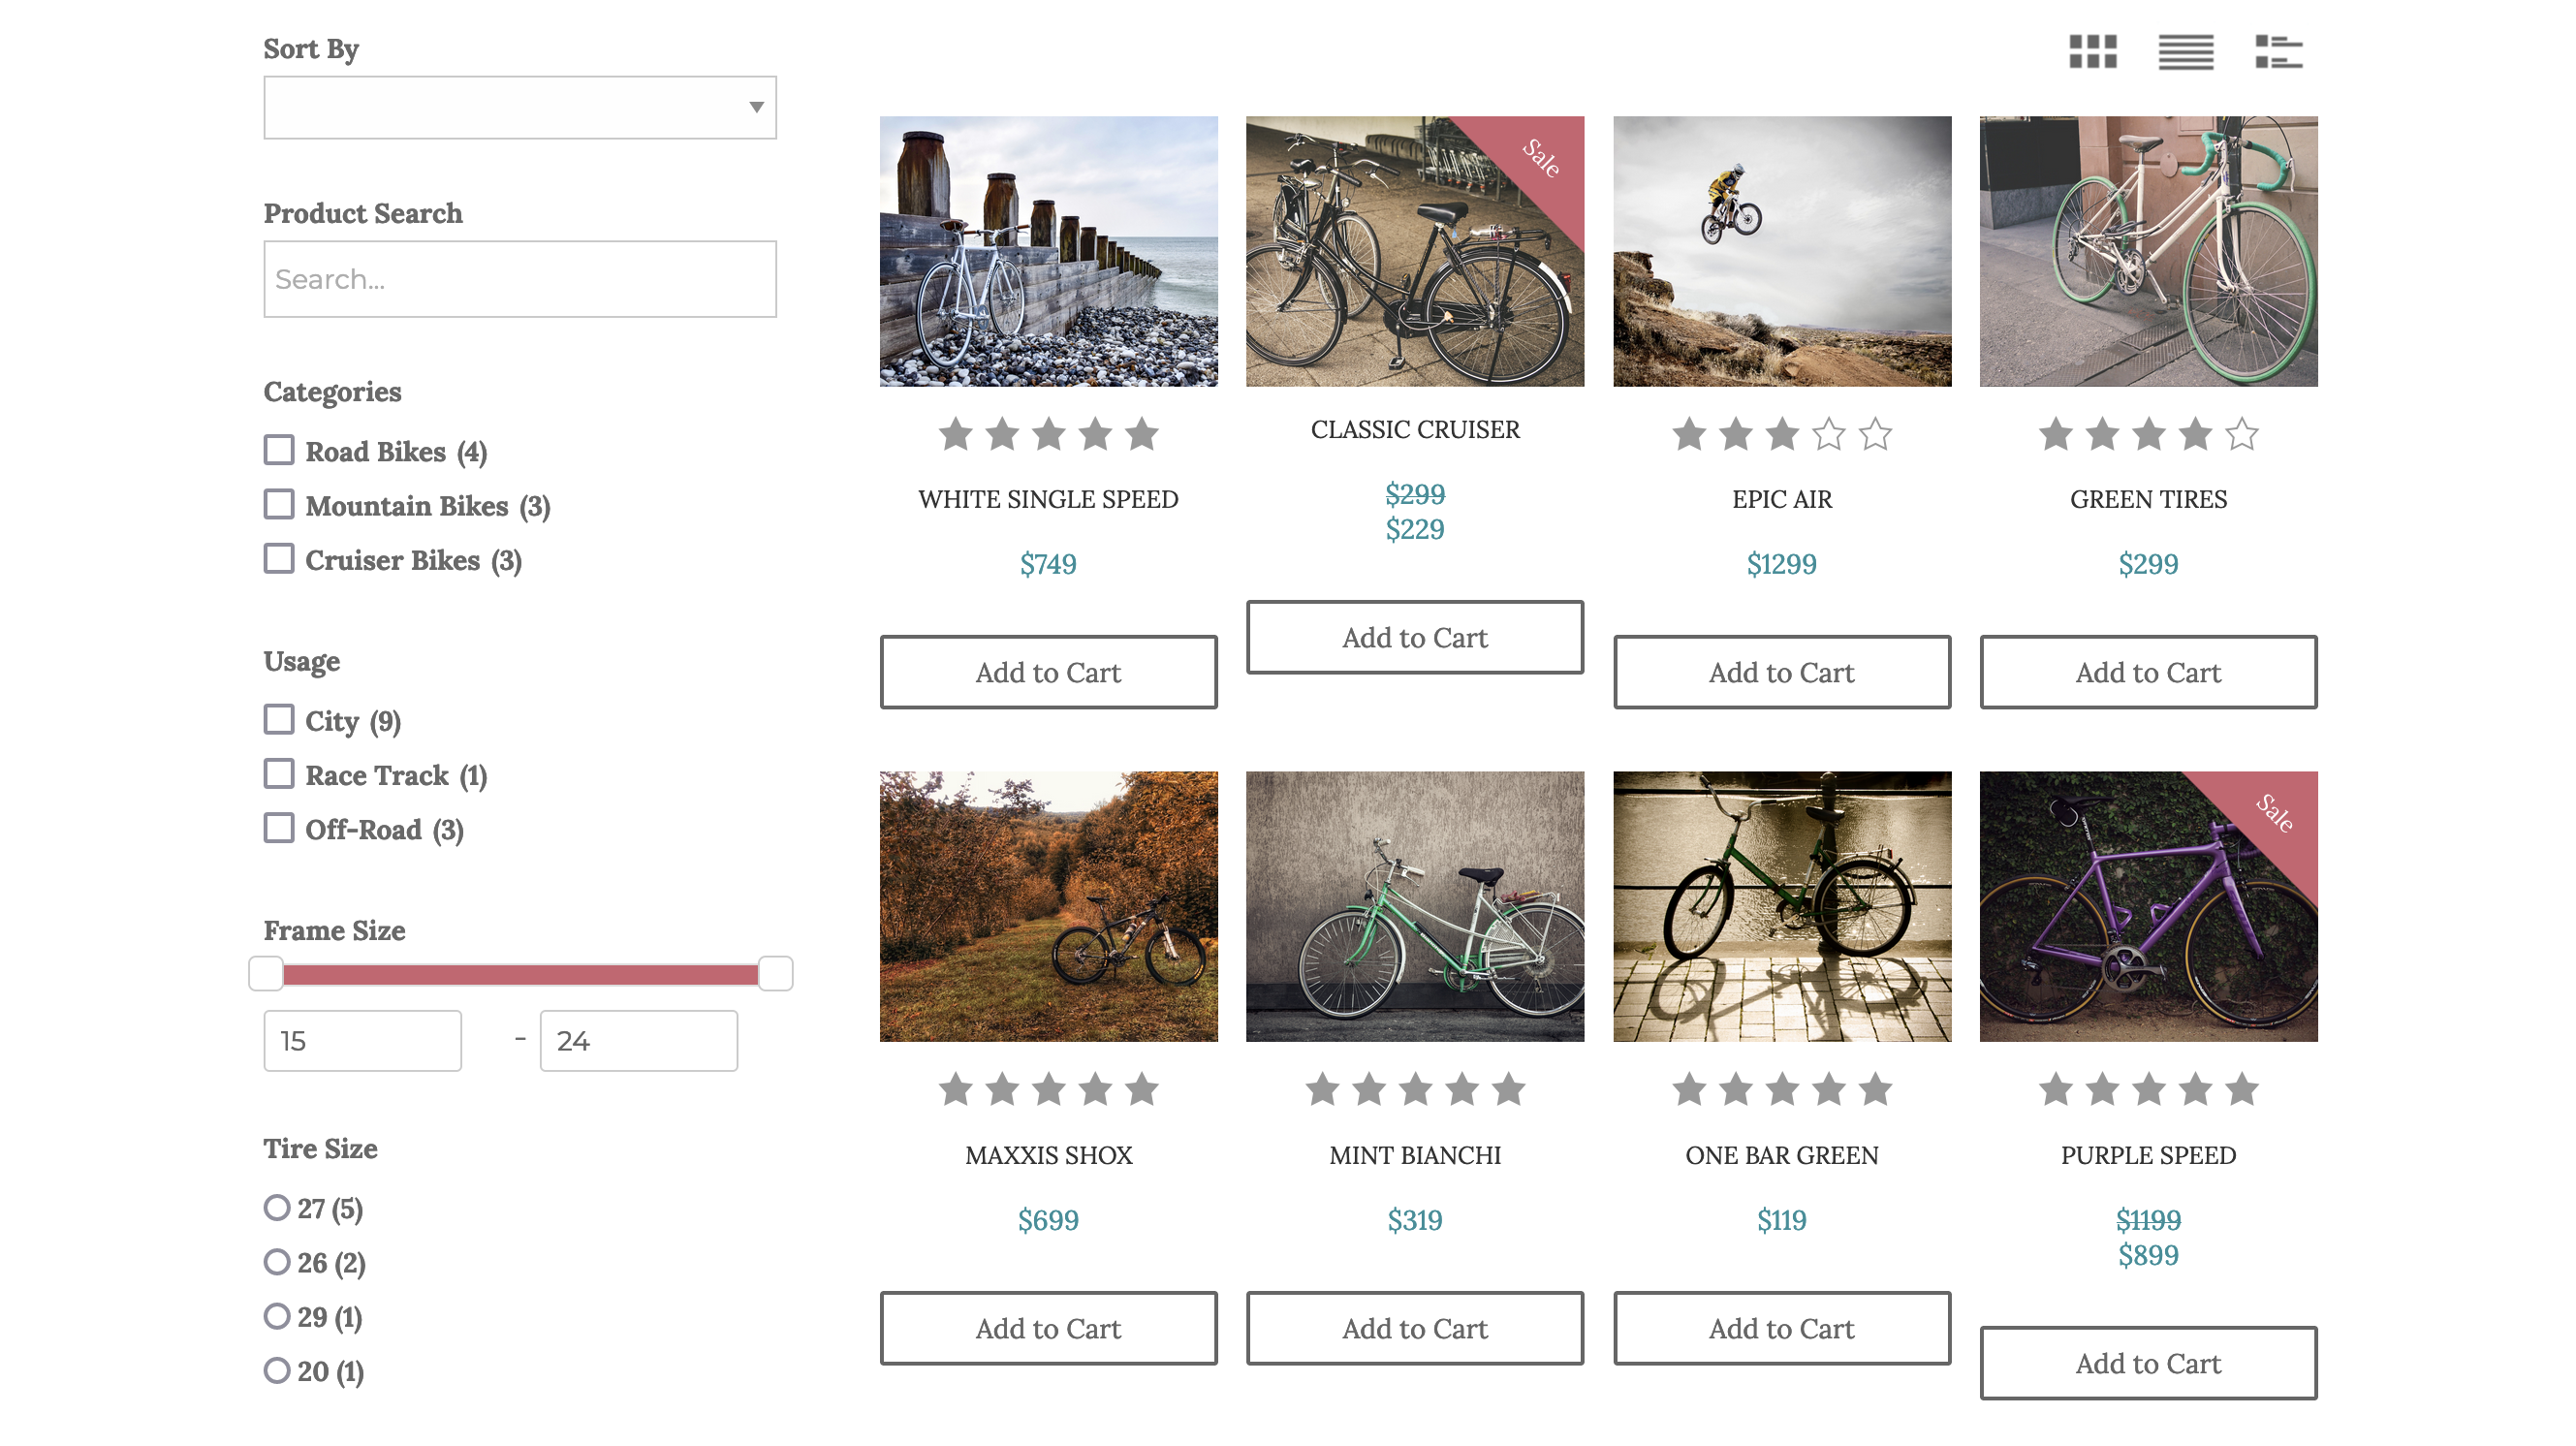 Sort By
Product Search
Search...
Categories
Road Bikes (4)
Mountain Bikes (3)
Cruiser Bikes (3)
Usage
City (9)
Race Track (1)
Off-Road (3)
Frame Size
15 - 24
Tire Size
27 (5)
26 (2)
29 (1)
20 (1)
WHITE SINGLE SPEED
$749
Add to Cart
Sale
CLASSIC CRUISER
$299
$229
Add to Cart
EPIC AIR
$1299
Add to Cart
GREEN TIRES
$299
Add to Cart
MAXXIS SHOX
$699
Add to Cart
MINT BIANCHI
$319
Add to Cart
ONE BAR GREEN
$119
Add to Cart
Sale
PURPLE SPEED
$1199
$899
Add to Cart